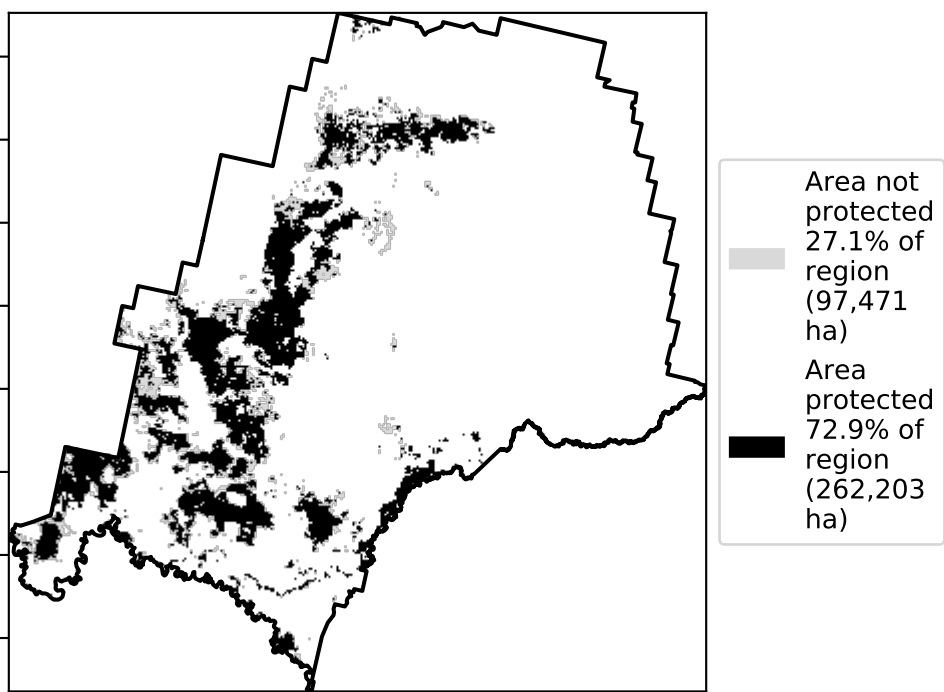 Area not
protected
27.1% of
region
(97,471
ha)
Area
protected
72.9% of
region
(262,203
ha)